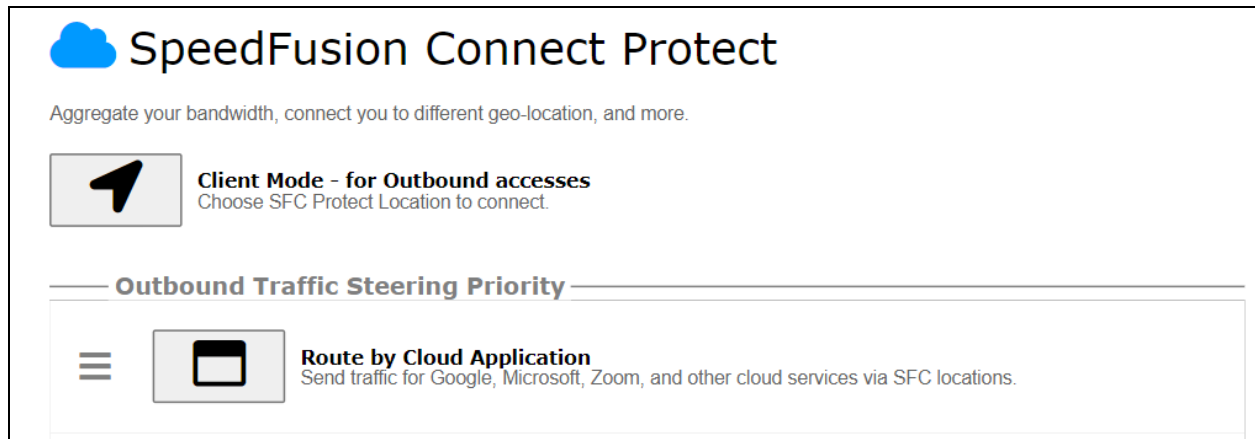 SpeedFusion Connect Protect
Aggregate your bandwidth, connect you to different geo-location, and more.
Client Mode - for Outbound accesses
Choose SFC Protect Location to connect.
Outbound Traffic Steering Priority
Route by Cloud Application
Send traffic for Google, Microsoft, Zoom, and other cloud services via SFC locations.